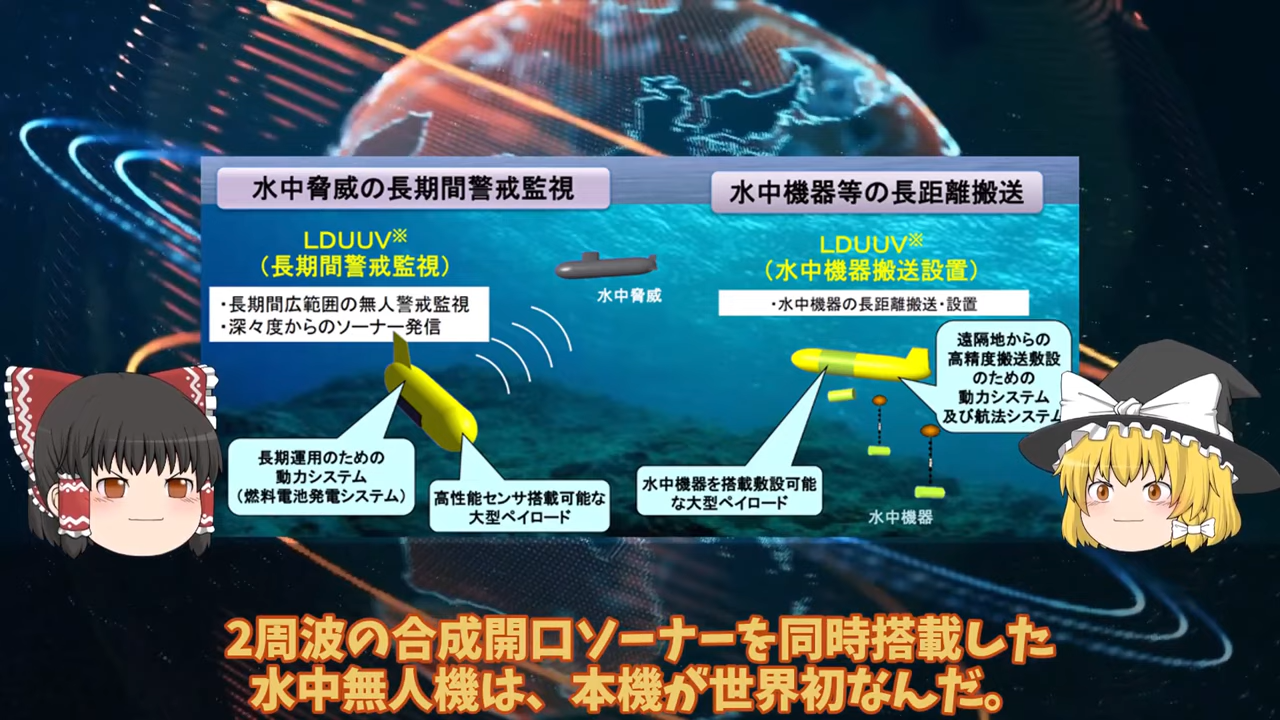 水中脅威の長期間警戒監視
LDUUV※
（長期間警戒監視）
・長期間広範囲の無人警戒監視
・深々度からのソーナー発信
水中脅威
長期運用のための
動力システム
（燃料電池発電システム）
高性能センサ搭載可能な
大型ペイロード
水中機器等の長距離搬送
LDUUV※
（水中機器搬送設置）
・水中機器の長距離搬送・設置
遠隔地からの
高精度搬送敷設
のための
動力システム
及び航法システム
水中機器を搭載敷設可能
な大型ペイロード
水中機器
2周波の合成開口ソーナーを同時搭載した
水中無人機は、本機が世界初なんだ。